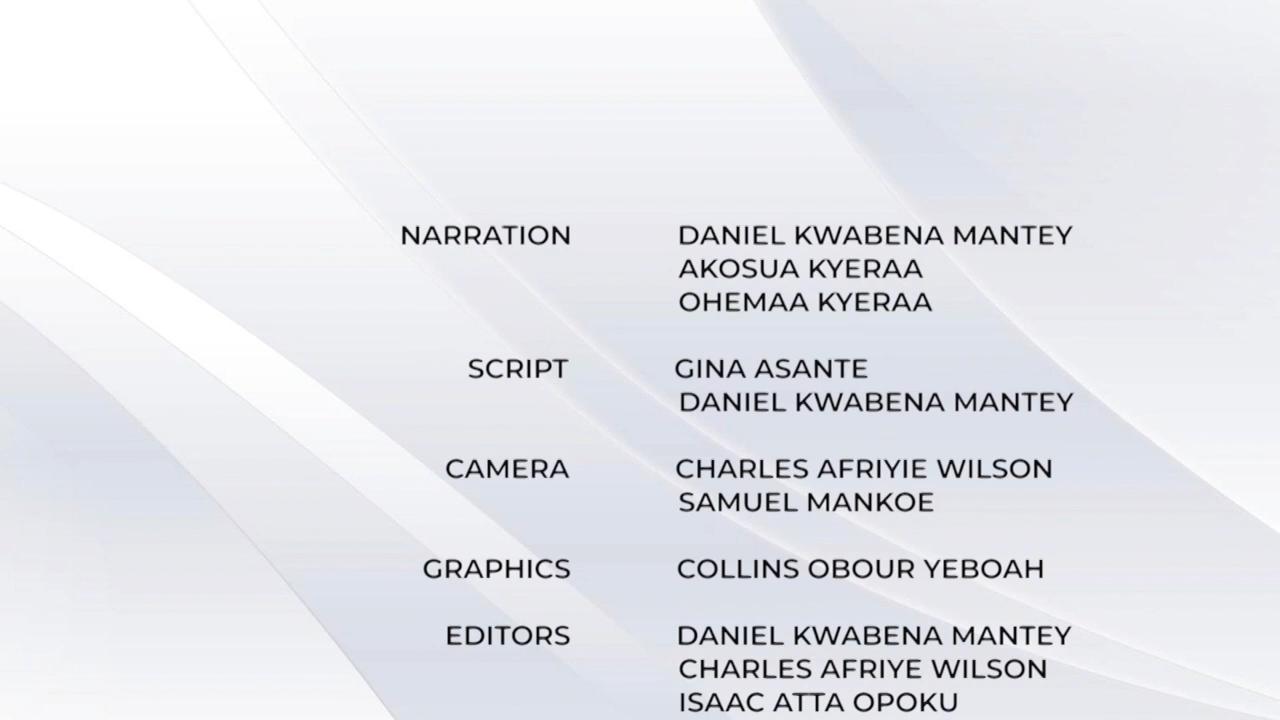 NARRATION DANIEL KWABENA MANTEY
AKOSUA KYERAA
OHEMAA KYERAA
SCRIPT GINA ASANTE
DANIEL KWABENA MANTEY
CAMERA CHARLES AFRIYIE WILSON
SAMUEL MANKOE
GRAPHICS COLLINS OBOUR YEBOAH
EDITORS DANIEL KWABENA MANTEY
CHARLES AFRIYE WILSON
ISAAC ATTA OPOKU